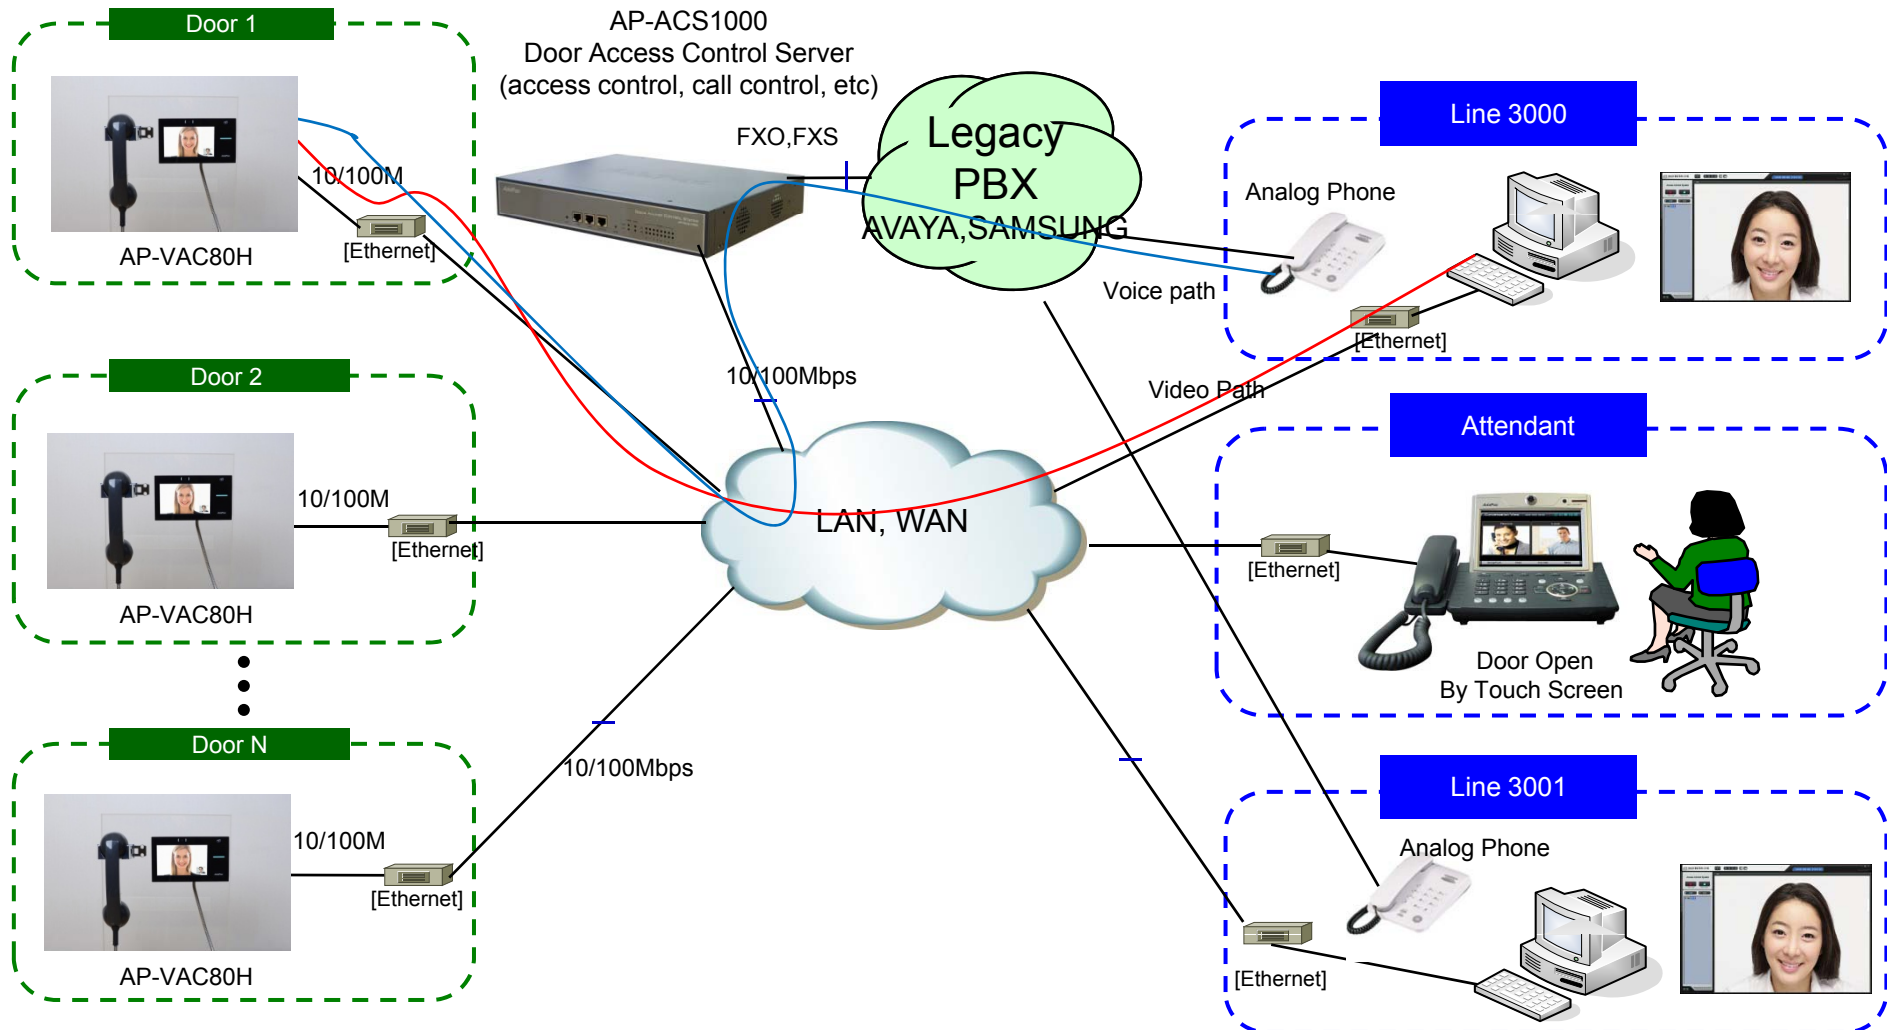 Door 1
AP-ACS1000
Door Access Control Server
(access control, call control, etc)
FXO,FXS
Legacy
PBX
AVAYA,SAMSUNG
Line 3000
Analog Phone
10/100M
[Ethernet]
AP-VAC80H
Voice path
[Ethernet]
Door 2
10/100Mbps
Video Path
Attendant
10/100M
[Ethernet]
AP-VAC80H
LAN, WAN
[Ethernet]
Door Open
By Touch Screen
Door N
10/100Mbps
Line 3001
10/100M
[Ethernet]
AP-VAC80H
Analog Phone
[Ethernet]